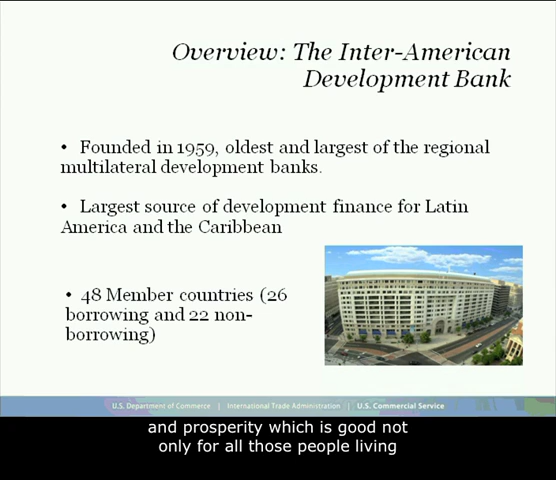 Overview: The Inter-American
Development Bank
• Founded in 1959, oldest and largest of the regional
multilateral development banks.
• Largest source of development finance for Latin
America and the Caribbean
• 48 Member countries (26
borrowing and 22 non-
borrowing)
U.S. Department of Commerce | International Trade Administration | U.S. Commercial Service
and prosperity which is good not
only for all those people living